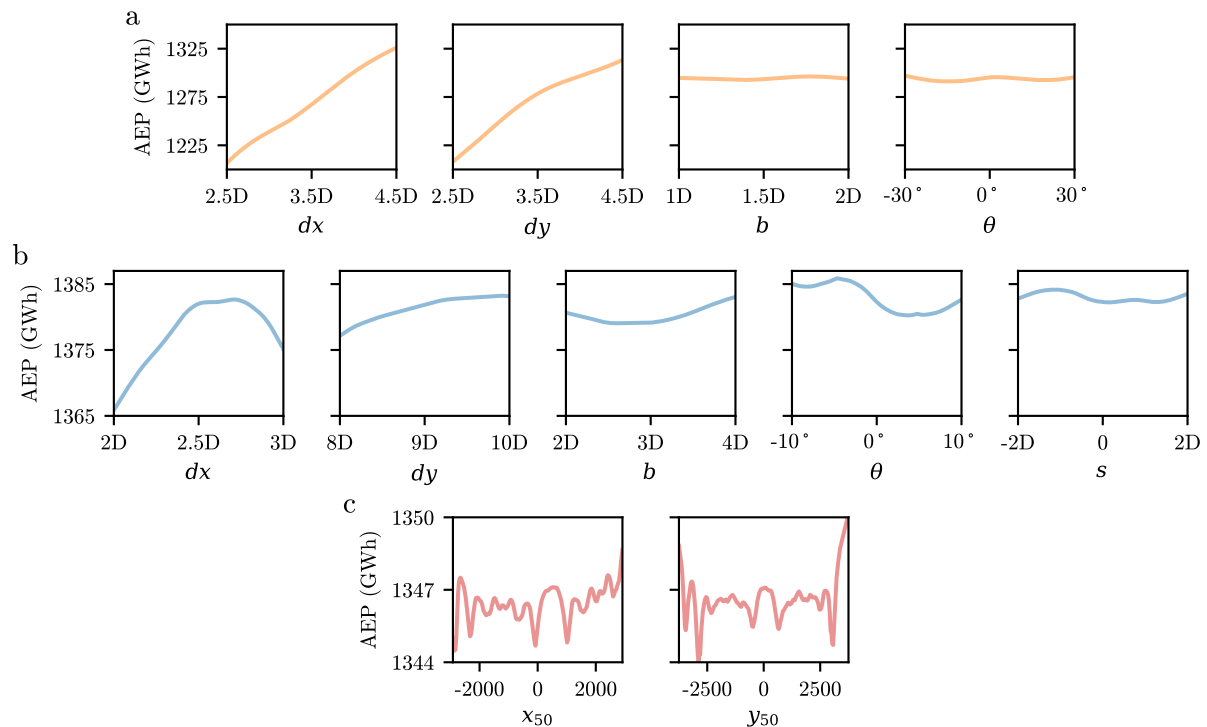 a
AEP (GWh)
1325
1275
1225
2.5D 3.5D 4.5D
dx
2.5D 3.5D 4.5D
dy
1D 1.5D 2D
b
-30° 0° 30°
θ
b
AEP (GWh)
1385
1375
1365
2D 2.5D 3D
dx
8D 9D 10D
dy
2D 3D 4D
b
-10° 0° 10°
θ
-2D 0 2D
s
c
AEP (GWh)
1350
1347
1344
-2000 0 2000
x₅₀
-2500 0 2500
y₅₀